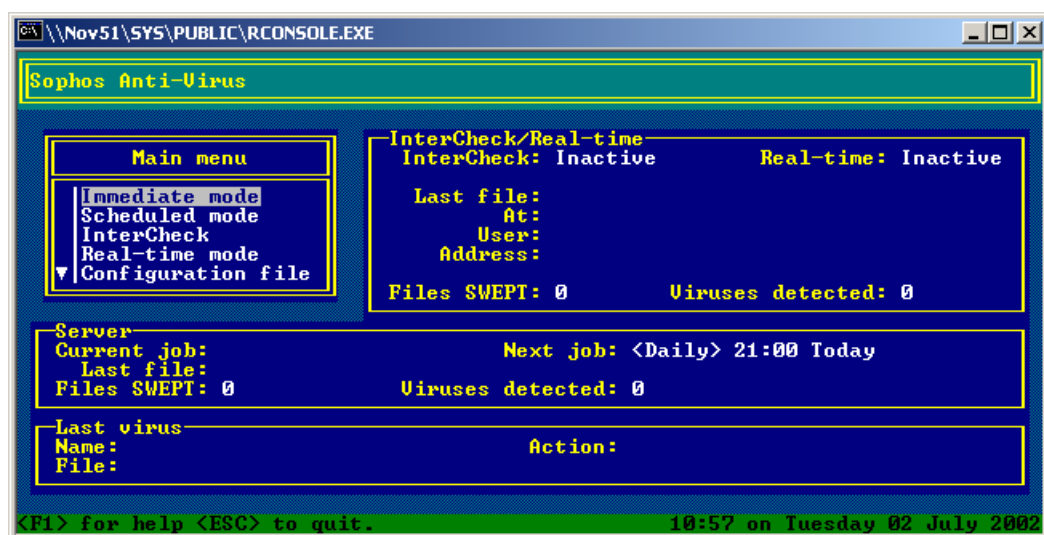 \\Nov51\SYS\PUBLIC\RCONSOLE.EXE
Sophos Anti-Virus
Main menu
Immediate mode
Scheduled mode
InterCheck
Real-time mode
▼ Configuration file
InterCheck/Real-time
InterCheck: Inactive Real-time: Inactive
Last file:
At:
User:
Address:
Files SWEPT: 0 Viruses detected: 0
Server
Current job: Next job: <Daily> 21:00 Today
Last file:
Files SWEPT: 0 Viruses detected: 0
Last virus
Name: Action:
File:
<F1> for help <ESC> to quit. 10:57 on Tuesday 02 July 2002